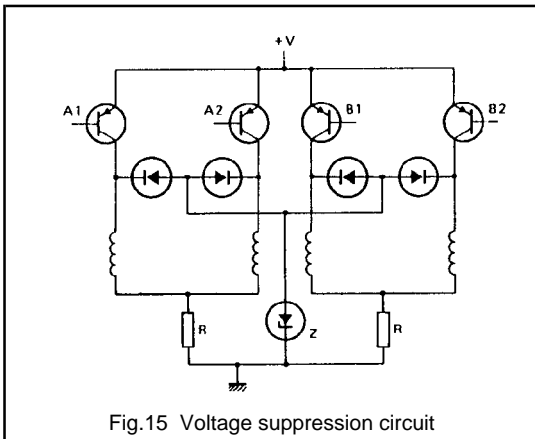 +V
A1 A2 B1 B2
R Z R
Fig.15 Voltage suppression circuit